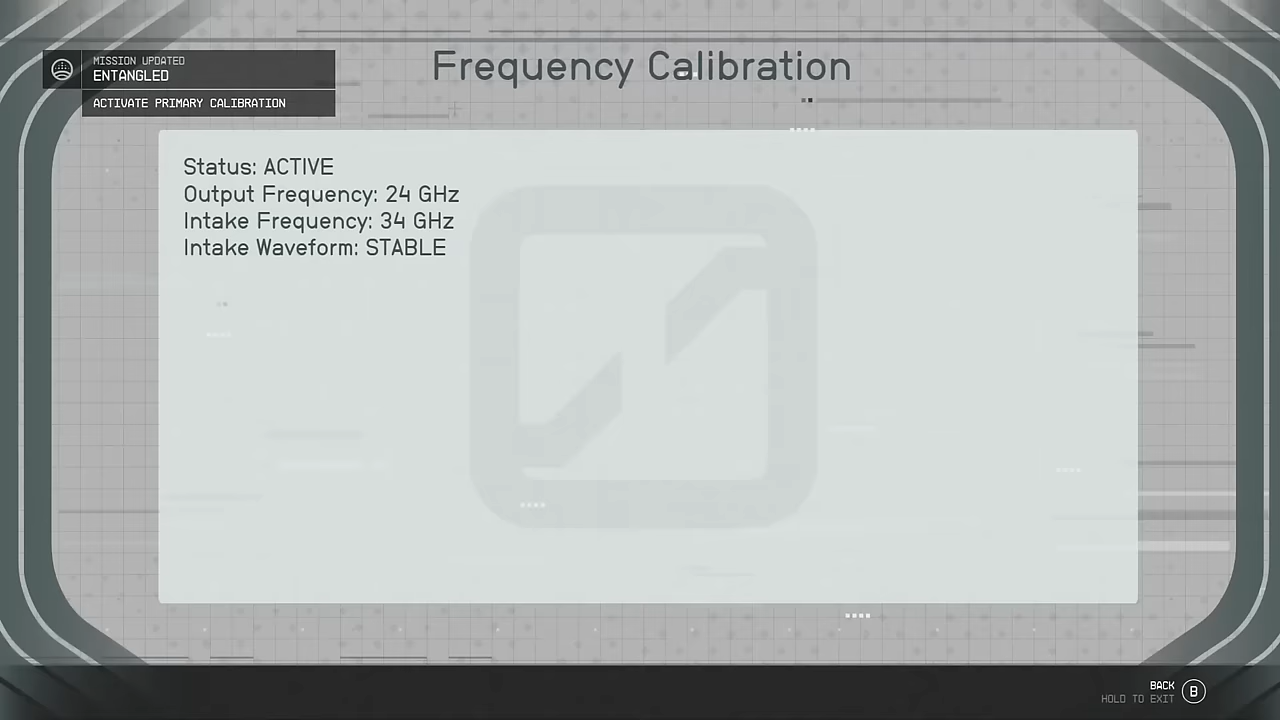 MISSION UPDATED
ENTANGLED
ACTIVATE PRIMARY CALIBRATION
Frequency Calibration
Status: ACTIVE
Output Frequency: 24 GHz
Intake Frequency: 34 GHz
Intake Waveform: STABLE
BACK
HOLD TO EXIT
B